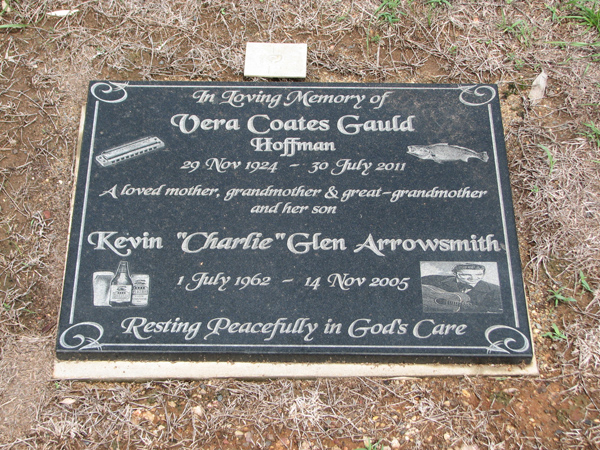 In Loving Memory of
Vera Coates Gauld
Hoffman
29 Nov 1924 - 30 July 2011
A loved mother, grandmother & great-grandmother
and her son
Kevin "Charlie" Glen Arrowsmith
1 July 1962 - 14 Nov 2005
Resting Peacefully in God's Care